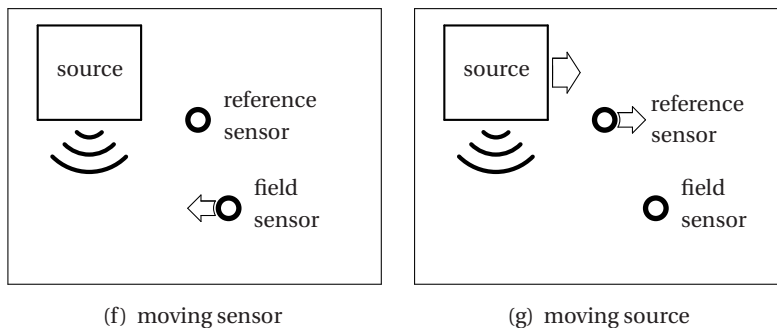 source
reference
sensor
field
sensor
(f) moving sensor
source
reference
sensor
field
sensor
(g) moving source